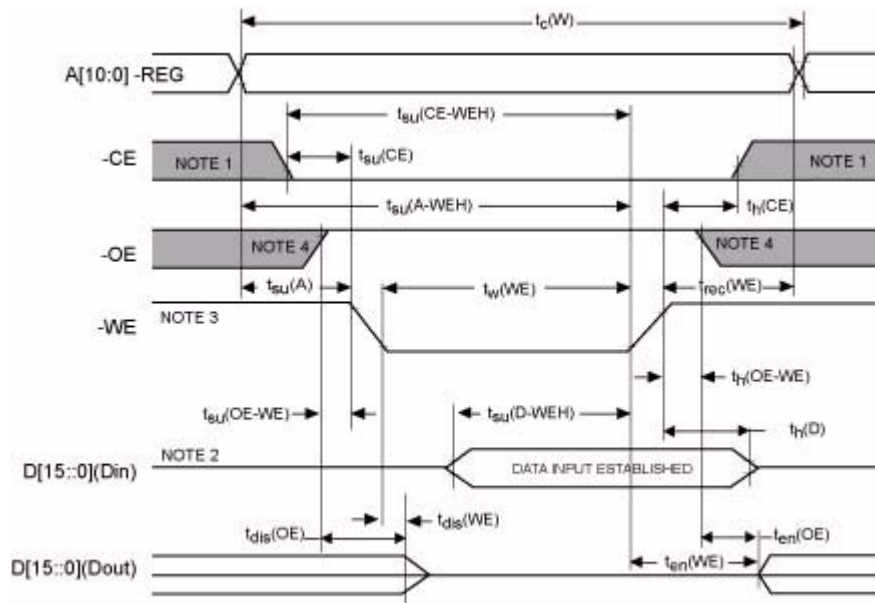 tc(W)
A[10:0] -REG
tsu(CE-WEH)
-CE
NOTE 1
tsu(CE)
NOTE 1
tsu(A-WEH)
th(CE)
-OE
NOTE 4
NOTE 4
tsu(A)
tw(WE)
trec(WE)
-WE
NOTE 3
th(OE-WE)
tsu(OE-WE)
tsu(D-WEH)
th(D)
NOTE 2
D[15::0](Din)
DATA INPUT ESTABLISHED
tdis(WE)
tdis(OE)
ten(OE)
ten(WE)
D[15::0](Dout)